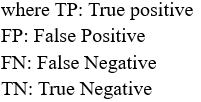 where TP: True positive
FP: False Positive
FN: False Negative
TN: True Negative